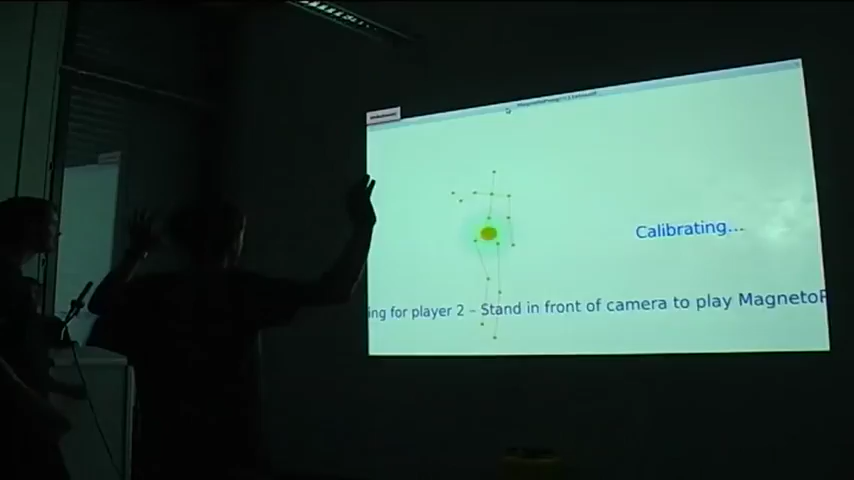 Calibrating...
ing for player 2 – Stand in front of camera to play MagnetoP